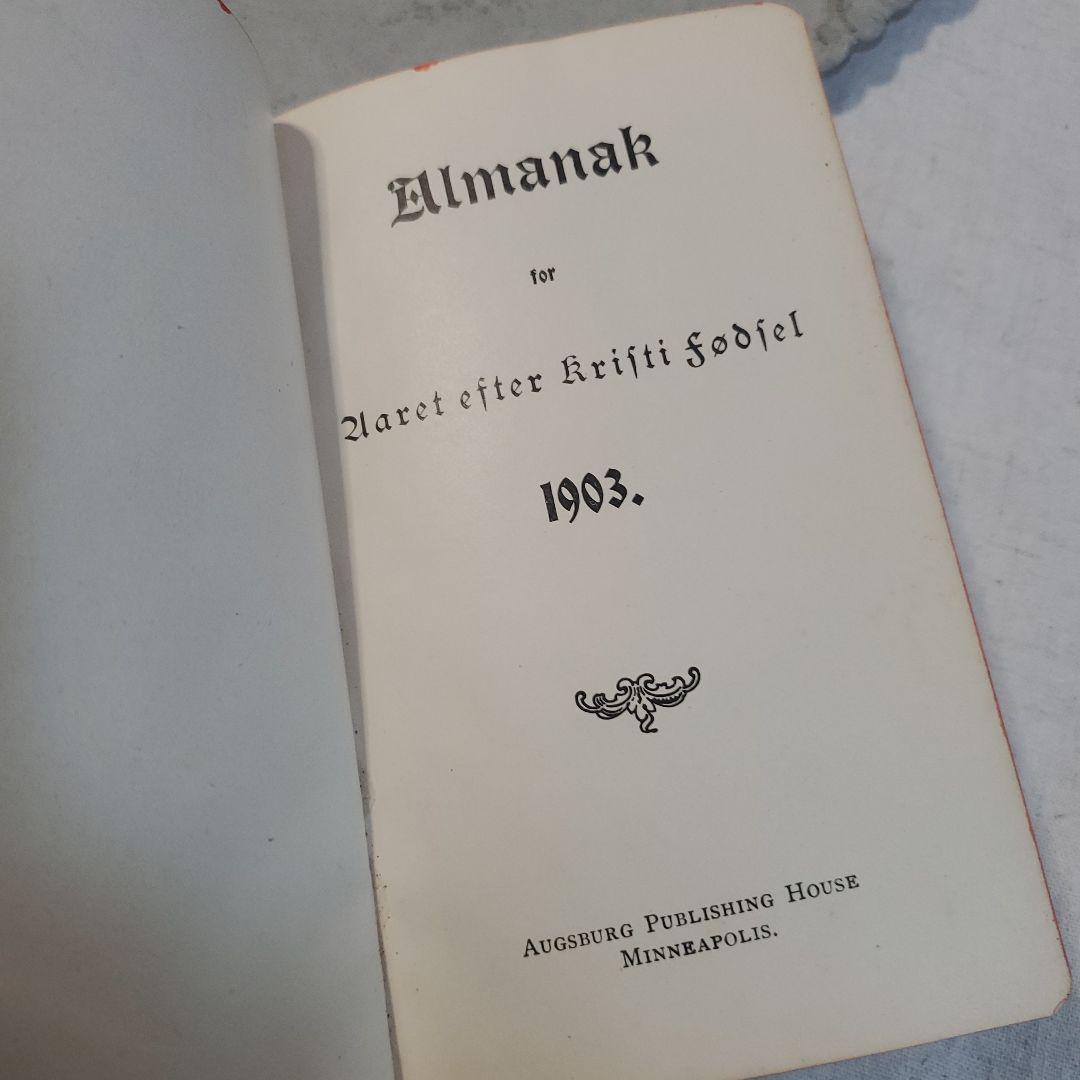 Almanak
for
Aaret efter Kriſti Fødſel
1903.
Augsburg Publishing House
Minneapolis.